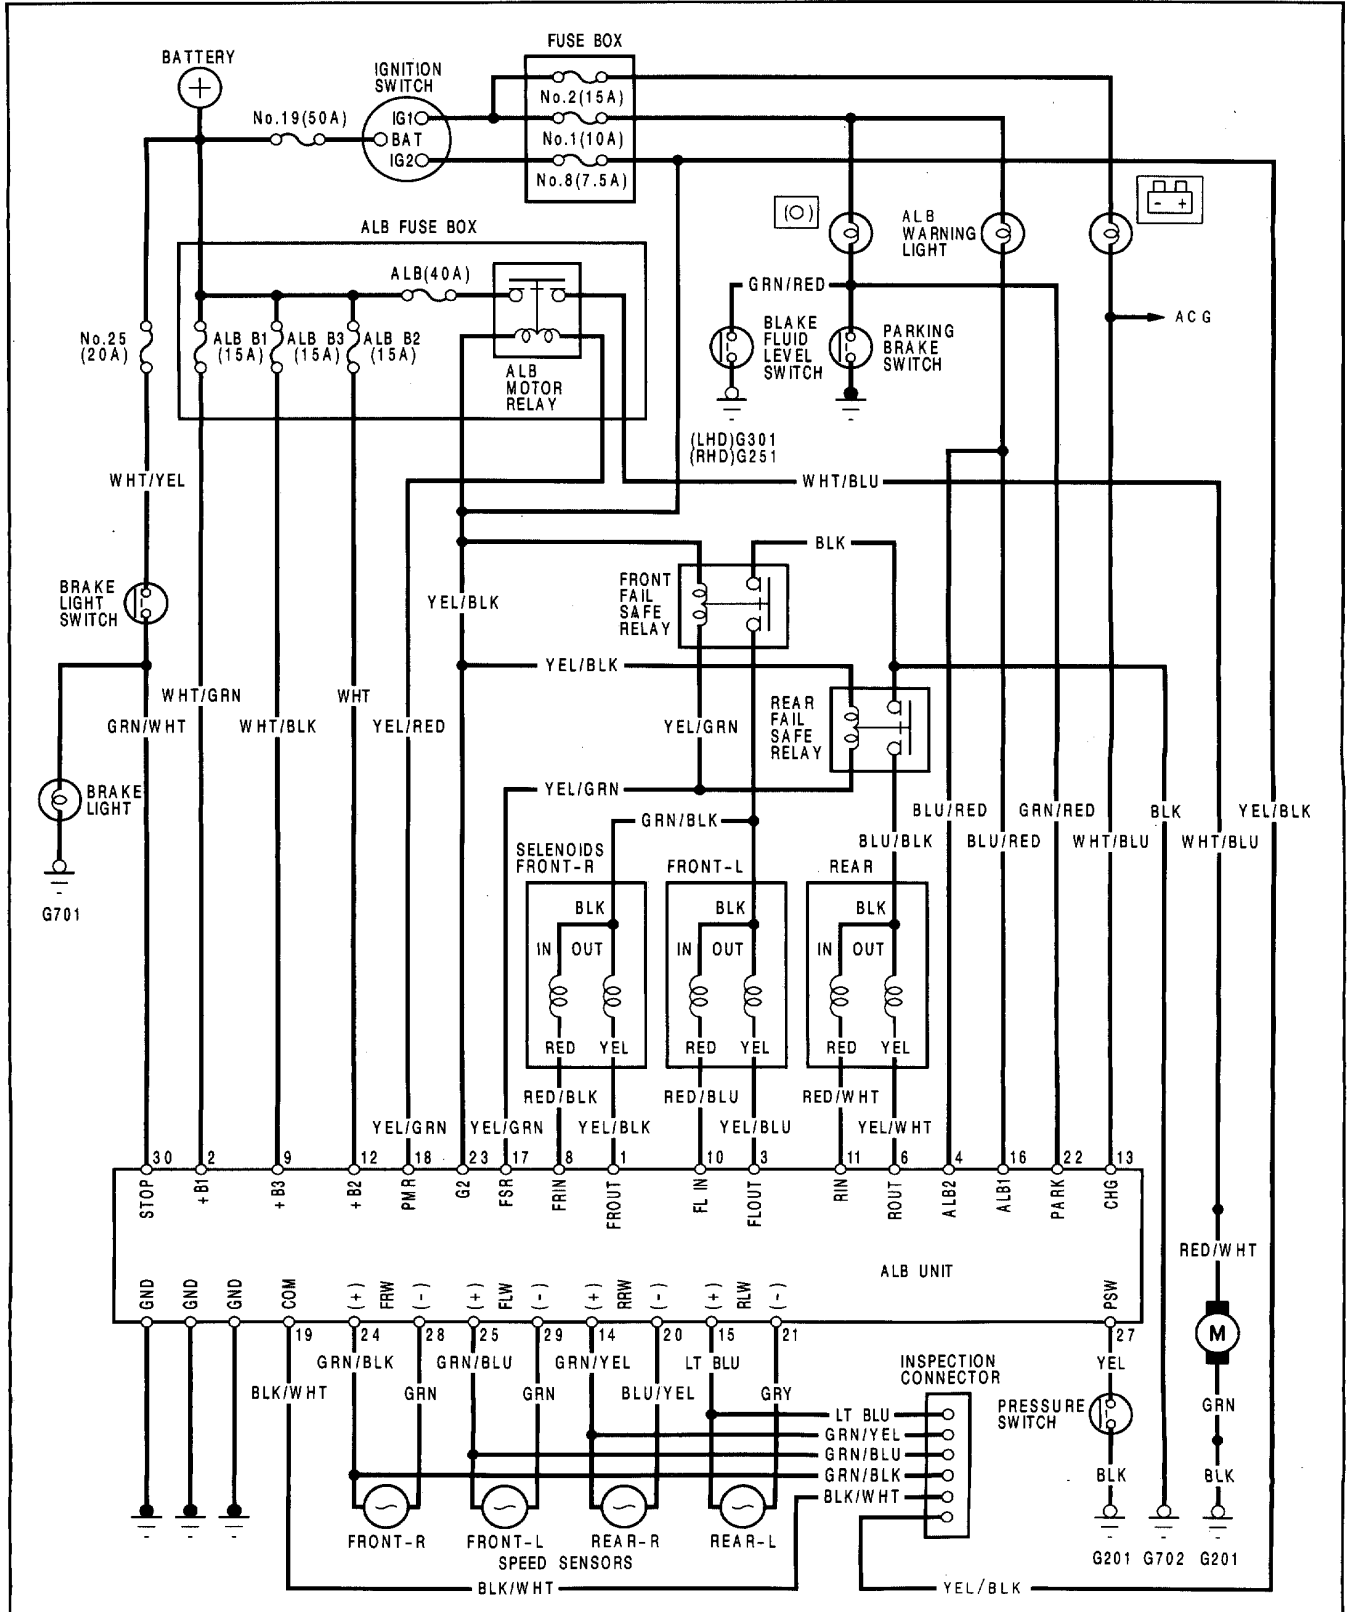 FUSE BOX
BATTERY
IGNITION
SWITCH
No.2(15A)
No.19(50A)
IG1
BAT
No.1(10A)
IG2
No.8(7.5A)
(O)
- +
ALB FUSE BOX
ALB
WARNING
LIGHT
ALB(40A)
GRN/RED
ACG
No.25
(20A)
ALB B1
(15A)
ALB B3
(15A)
ALB B2
(15A)
BLAKE
FLUID
LEVEL
SWITCH
PARKING
BRAKE
SWITCH
ALB
MOTOR
RELAY
(LHD)G301
(RHD)G251
WHT/YEL
WHT/BLU
BLK
BRAKE
LIGHT
SWITCH
YEL/BLK
FRONT
FAIL
SAFE
RELAY
YEL/BLK
WHT/GRN
WHT
GRN/WHT
WHT/BLK
YEL/RED
YEL/GRN
REAR
FAIL
SAFE
RELAY
BRAKE
LIGHT
YEL/GRN
GRN/BLK
BLU/RED
GRN/RED
BLK
YEL/BLK
BLU/BLK
BLU/RED
WHT/BLU
WHT/BLU
SELENOIDS
FRONT-R
FRONT-L
REAR
G701
BLK
BLK
BLK
IN OUT
IN OUT
IN OUT
RED YEL
RED YEL
RED YEL
RED/BLK
RED/BLU
RED/WHT
YEL/GRN
YEL/GRN
YEL/BLK
YEL/BLU
YEL/WHT
30 2 9 12 18 23 17 8 1 10 3 11 6 4 16 22 13
STOP
+B1
+B3
+B2
PMR
G2
FSR
FRIN
FROUT
FL IN
FLOUT
RIN
ROUT
ALB2
ALB1
PARK
CHG
ALB UNIT
RED/WHT
GND
GND
GND
COM
(+) FRW (-)
(+) FLW (-)
(+) RRW (-)
(+) RLW (-)
PSW
19 24 28 25 29 14 20 15 21 27
M
GRN/BLK
GRN/BLU
GRN/YEL
LT BLU
YEL
BLK/WHT
GRN
GRN
BLU/YEL
GRY
INSPECTION
CONNECTOR
PRESSURE
SWITCH
GRN
LT BLU
GRN/YEL
GRN/BLU
GRN/BLK
BLK/WHT
BLK
BLK
FRONT-R
FRONT-L
REAR-R
REAR-L
SPEED SENSORS
G201 G702 G201
BLK/WHT
YEL/BLK